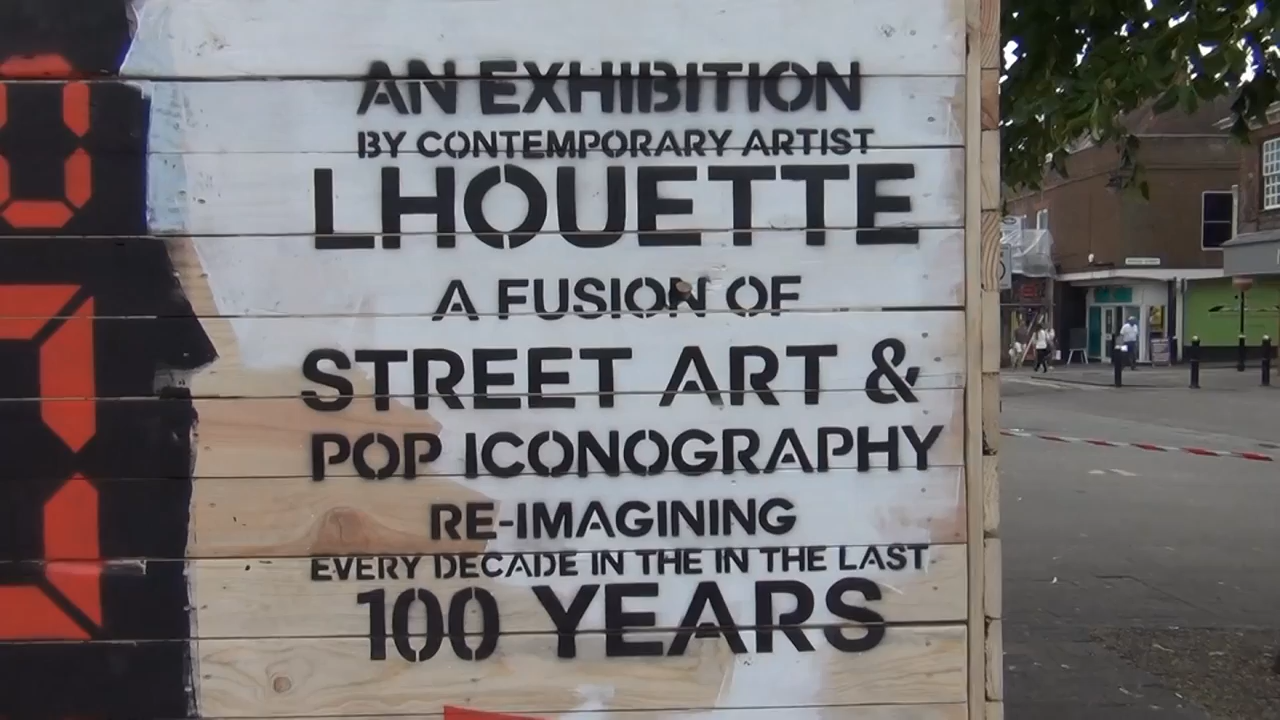 AN EXHIBITION
BY CONTEMPORARY ARTIST
LHOUETTE
A FUSION OF
STREET ART &
POP ICONOGRAPHY
RE-IMAGINING
EVERY DECADE IN THE IN THE LAST
100 YEARS